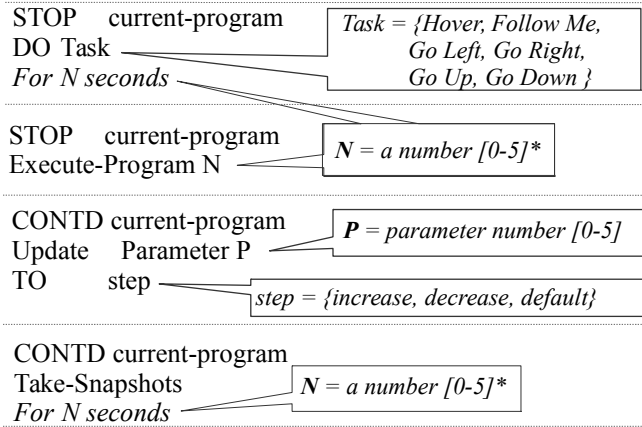 STOP current-program
DO Task
For N seconds
Task = {Hover, Follow Me,
Go Left, Go Right,
Go Up, Go Down }
STOP current-program
Execute-Program N
N = a number [0-5]*
CONTD current-program
Update Parameter P
TO step
P = parameter number [0-5]
step = {increase, decrease, default}
CONTD current-program
Take-Snapshots
For N seconds
N = a number [0-5]*